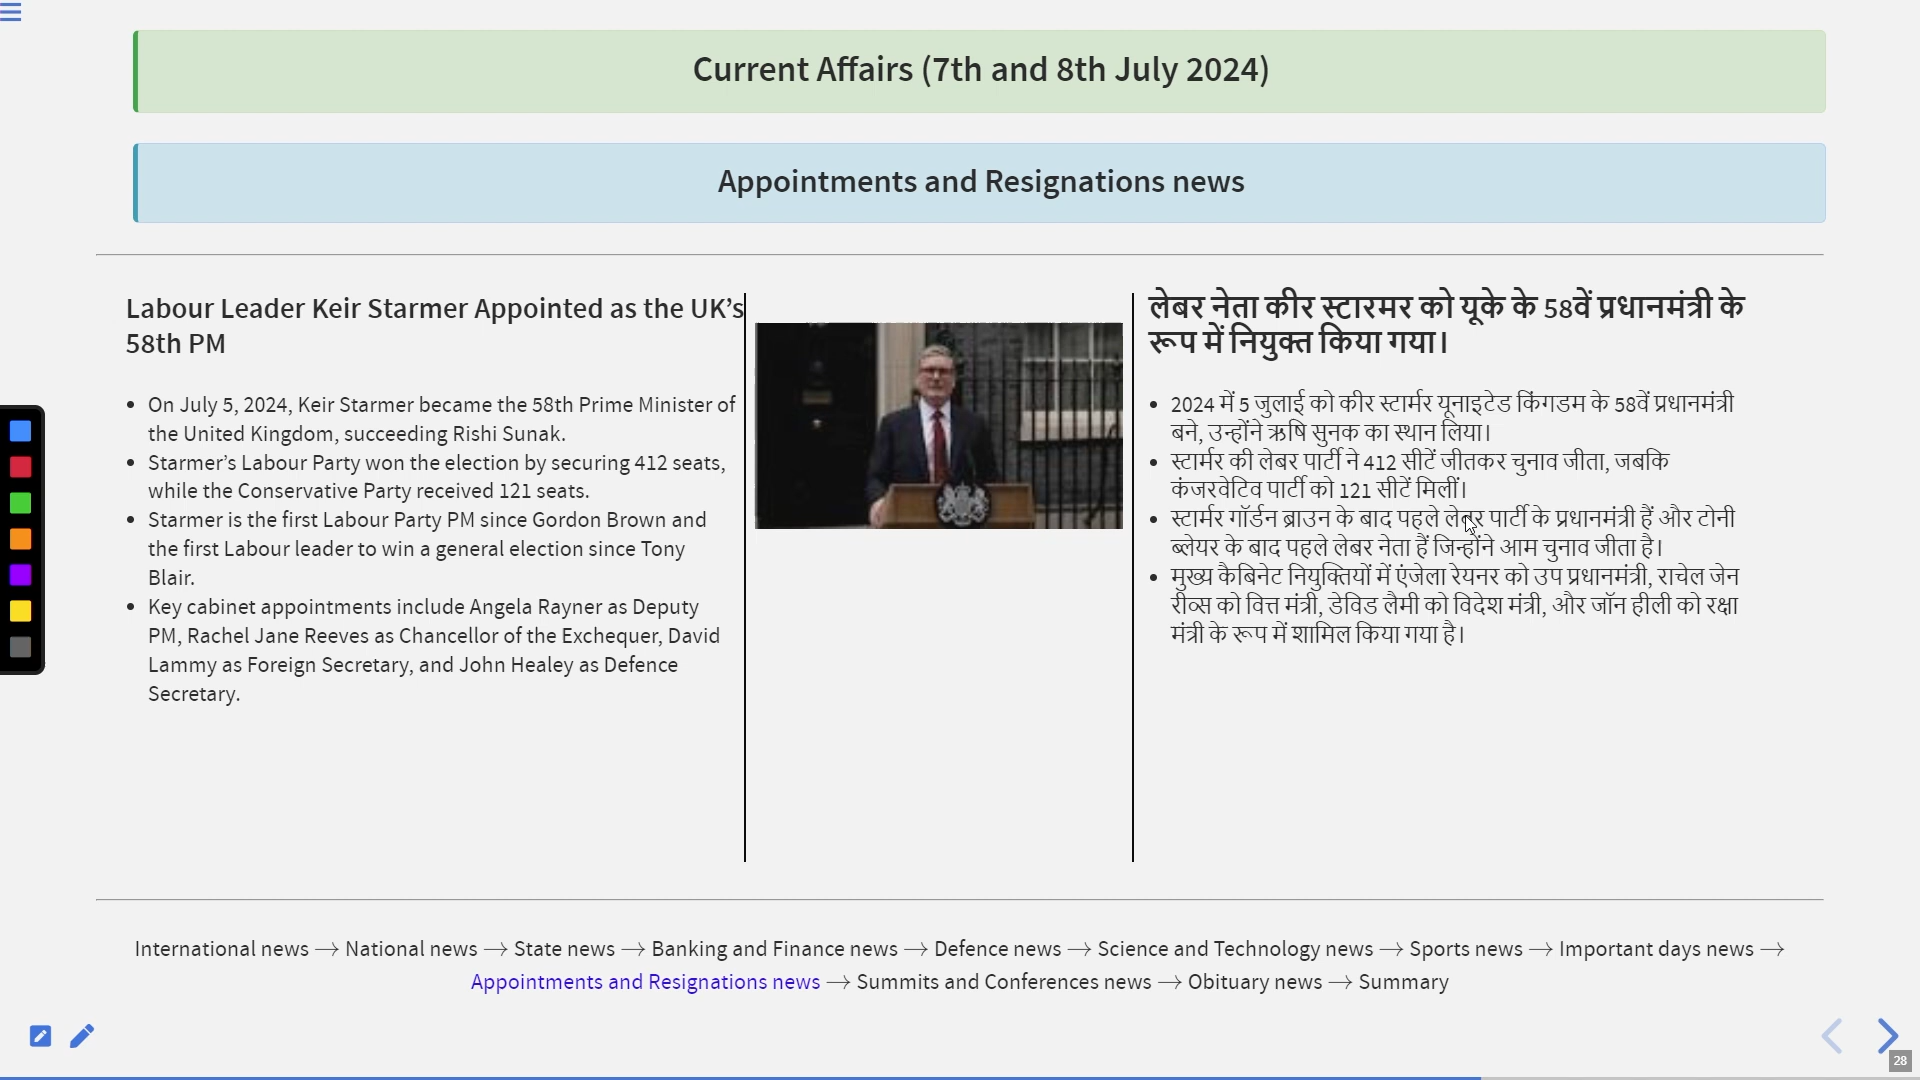 Current Affairs (7th and 8th July 2024)
Appointments and Resignations news
Labour Leader Keir Starmer Appointed as the UK’s
58th PM
On July 5, 2024, Keir Starmer became the 58th Prime Minister of
the United Kingdom, succeeding Rishi Sunak.
Starmer’s Labour Party won the election by securing 412 seats,
while the Conservative Party received 121 seats.
Starmer is the first Labour Party PM since Gordon Brown and
the first Labour leader to win a general election since Tony
Blair.
Key cabinet appointments include Angela Rayner as Deputy
PM, Rachel Jane Reeves as Chancellor of the Exchequer, David
Lammy as Foreign Secretary, and John Healey as Defence
Secretary.
लेबर नेता कीर स्टारमर को यूके के 58वें प्रधानमंत्री के
रूप में नियुक्त किया गया।
2024 में 5 जुलाई को कीर स्टार्मर यूनाइटेड किंगडम के 58वें प्रधानमंत्री
बने, उन्होंने ऋषि सुनक का स्थान लिया।
स्टार्मर की लेबर पार्टी ने 412 सीटें जीतकर चुनाव जीता, जबकि
कंजरवेटिव पार्टी को 121 सीटें मिलीं।
स्टार्मर गॉर्डन ब्राउन के बाद पहले लेबर पार्टी के प्रधानमंत्री हैं और टोनी
ब्लेयर के बाद पहले लेबर नेता हैं जिन्होंने आम चुनाव जीता है।
मुख्य कैबिनेट नियुक्तियों में एंजेला रेयनर को उप प्रधानमंत्री, राचेल जेन
रीव्स को वित्त मंत्री, डेविड लैमी को विदेश मंत्री, और जॉन हीली को रक्षा
मंत्री के रूप में शामिल किया गया है।
International news → National news → State news → Banking and Finance news → Defence news → Science and Technology news → Sports news → Important days news →
Appointments and Resignations news → Summits and Conferences news → Obituary news → Summary
28